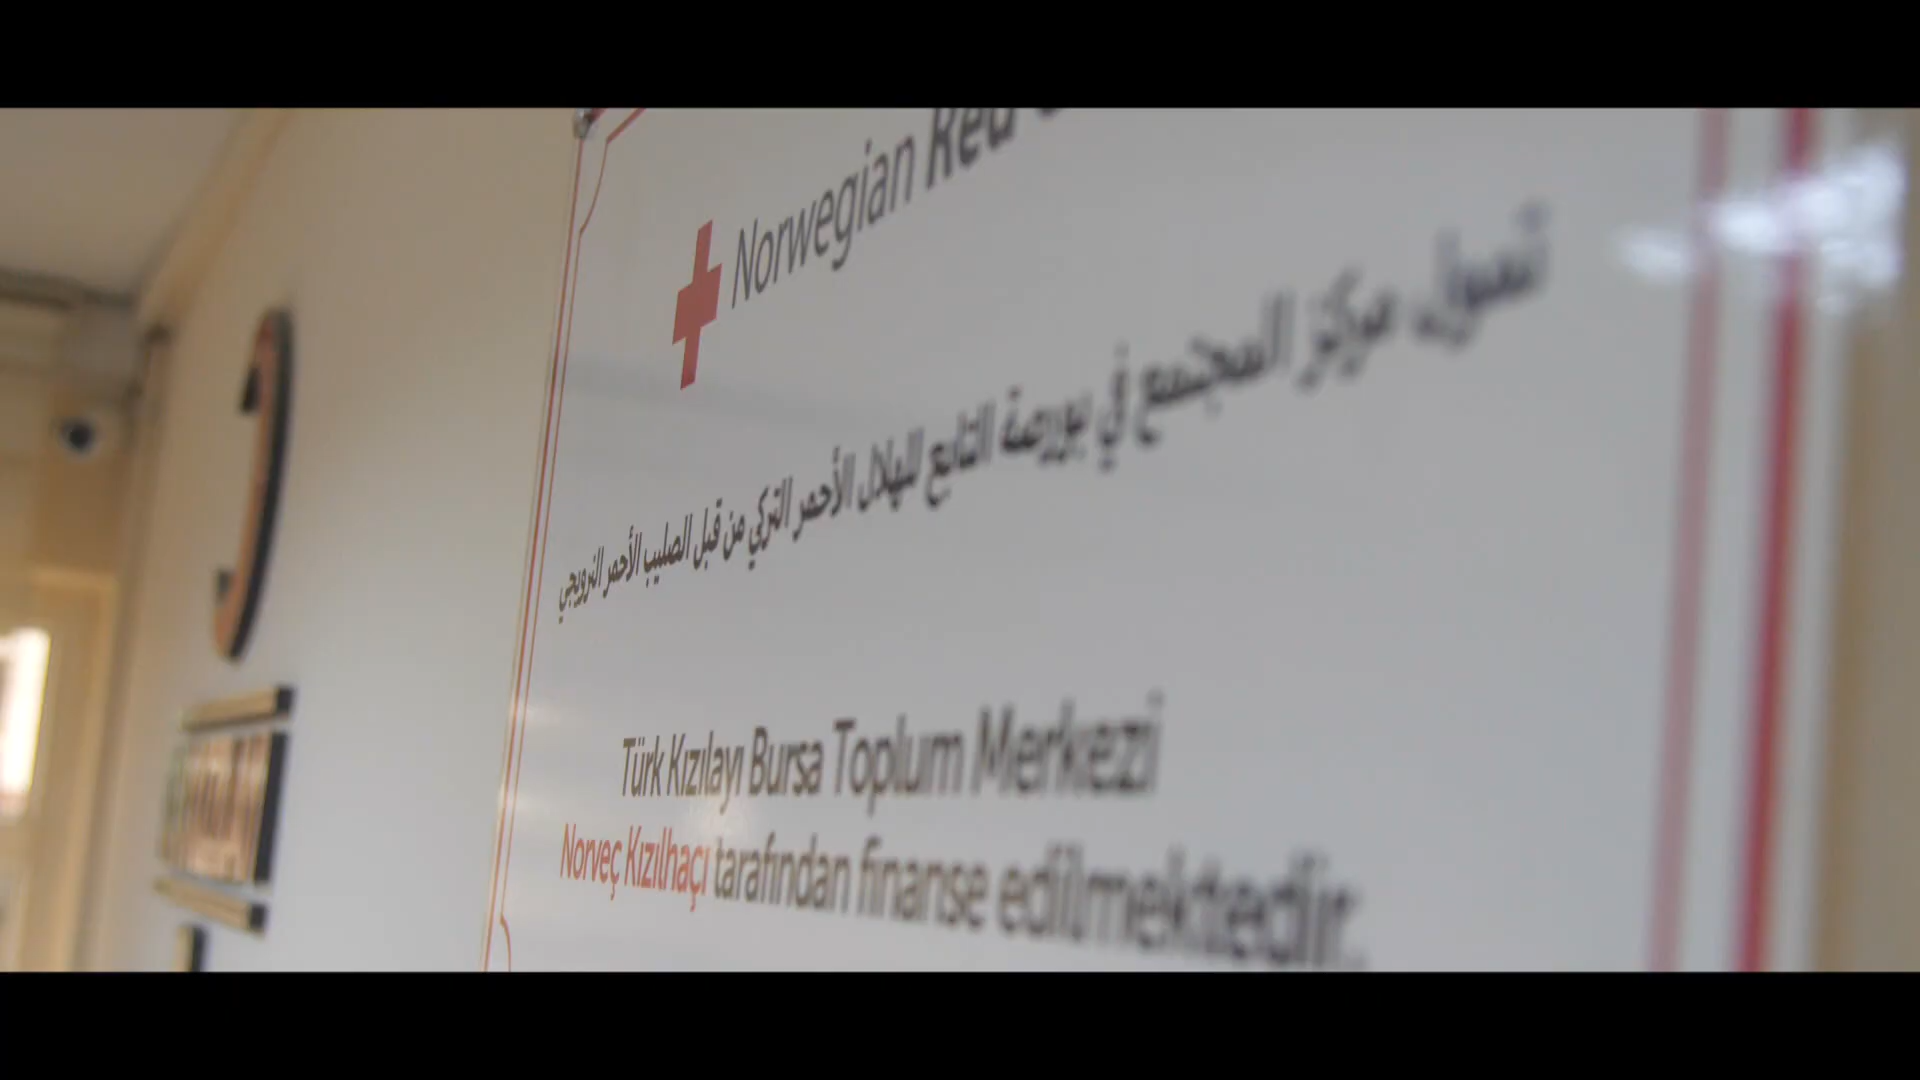 Norwegian Red
تمول مركز المجتمع في بورصة التابع للهلال الأحمر التركي من قبل الصليب الأحمر النرويجي
Türk Kızılayı Bursa Toplum Merkezi
Norveç Kızılhaçı tarafından finanse edilmektedir.